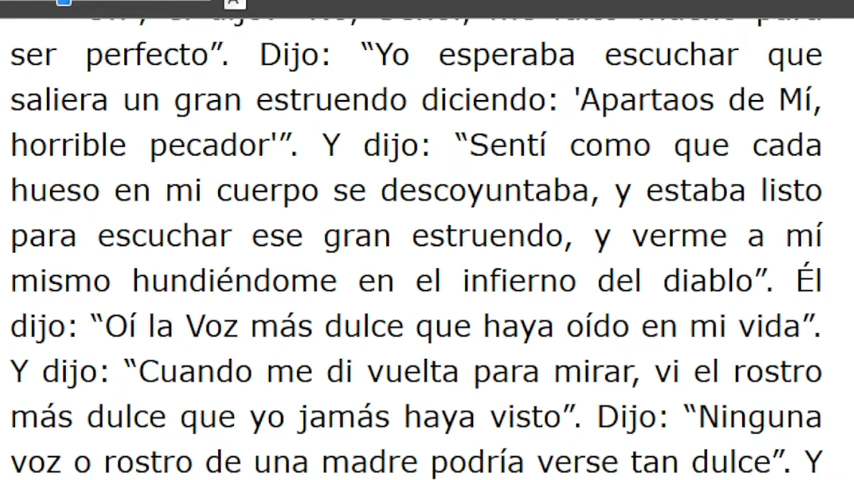 ser perfecto”. Dijo: “Yo esperaba escuchar que
saliera un gran estruendo diciendo: 'Apartaos de Mí,
horrible pecador'”. Y dijo: “Sentí como que cada
hueso en mi cuerpo se descoyuntaba, y estaba listo
para escuchar ese gran estruendo, y verme a mí
mismo hundiéndome en el infierno del diablo”. Él
dijo: “Oí la Voz más dulce que haya oído en mi vida”.
Y dijo: “Cuando me di vuelta para mirar, vi el rostro
más dulce que yo jamás haya visto”. Dijo: “Ninguna
voz o rostro de una madre podría verse tan dulce”. Y